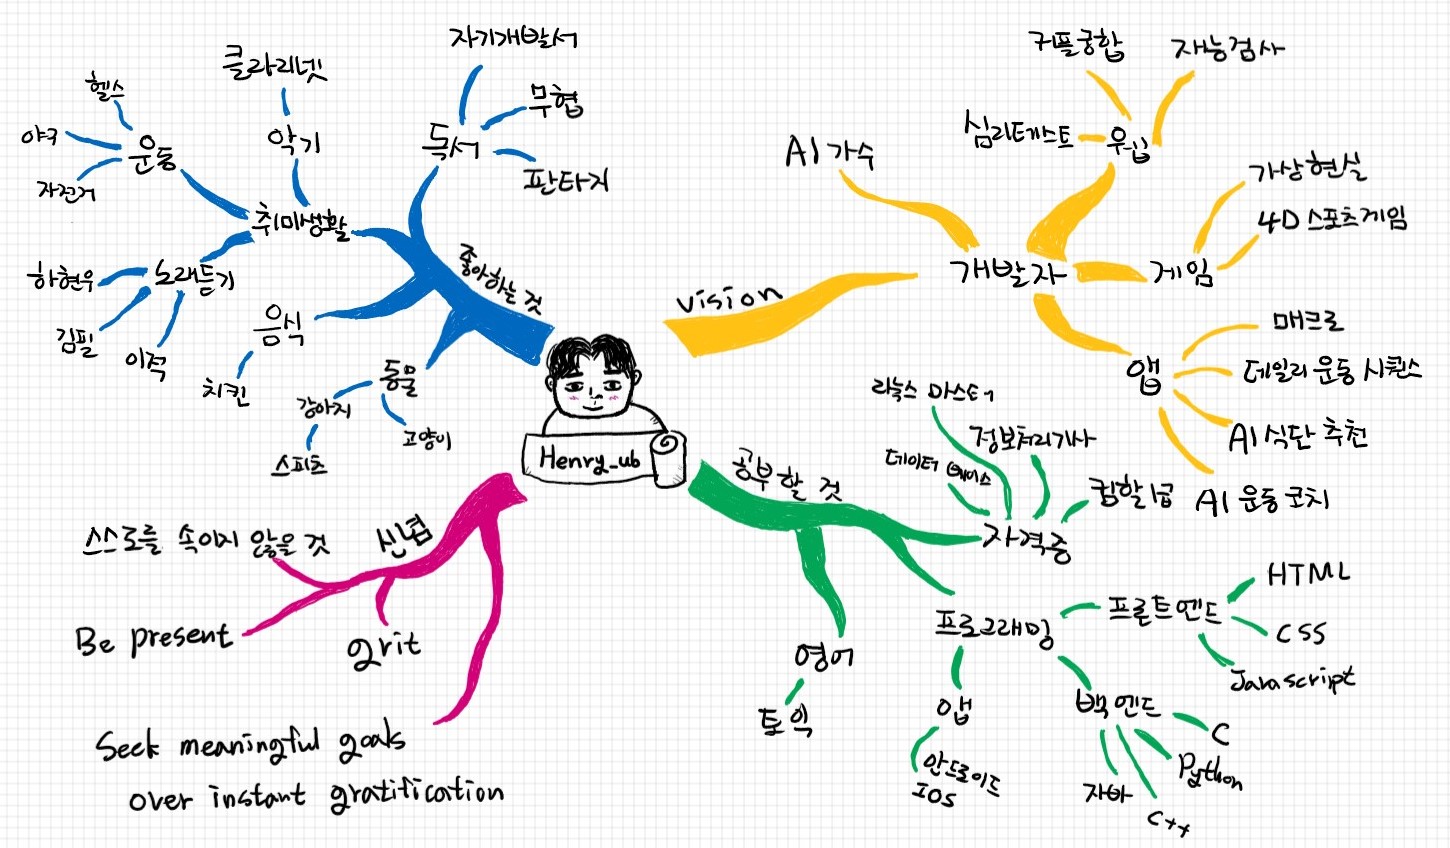 좋아하는 것
취미생활
운동
헬스
야구
자전거
악기
클라리넷
노래듣기
하현우
김필
이적
독서
자기개발서
무협
판타지
음식
치킨
동물
강아지
스피츠
고양이
Henry_ub
vision
개발자
AI 가수
웹
심리테스트
커플궁합
재능검사
게임
가상현실
4D 스포츠게임
앱
매크로
데일리 운동 시퀀스
AI 식단 추천
AI 운동 코치
공부할 것
자격증
데이터 베이스
리눅스 마스터
정보처리기사
컴활 1급
프로그래밍
프론트엔드
HTML
CSS
Javascript
백엔드
C
Python
C++
자바
앱
안드로이드
IOS
영어
토익
신념
스스로를 속이지 않을 것
Be present
grit
Seek meaningful goals
over instant gratification